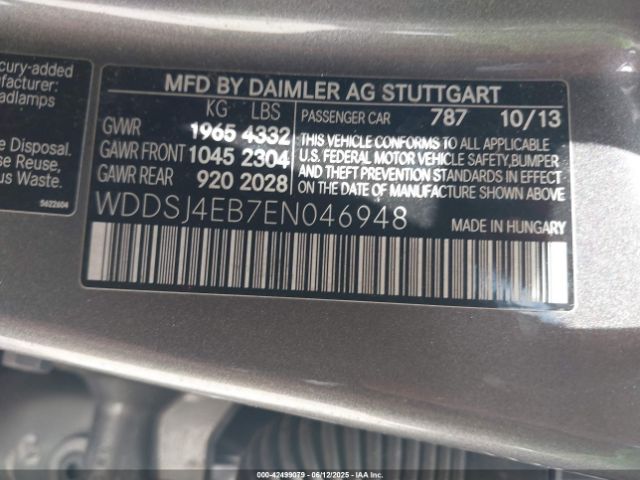 cury-added
nufacturer:
adlamps
e Disposal.
e Reuse,
us Waste.
5622604
MFD BY DAIMLER AG STUTTGART
KG LBS
GVWR 1965 4332
GAWR FRONT 1045 2304
GAWR REAR 920 2028
PASSENGER CAR 787 10/13
THIS VEHICLE CONFORMS TO ALL APPLICABLE
U.S. FEDERAL MOTOR VEHICLE SAFETY, BUMPER
AND THEFT PREVENTION STANDARDS IN EFFECT
ON THE DATE OF MANUFACTURE SHOWN ABOVE
WDDSJ4EB7EN046948
MADE IN HUNGARY
000-42499079 - 06/12/2025 - IAA Inc.